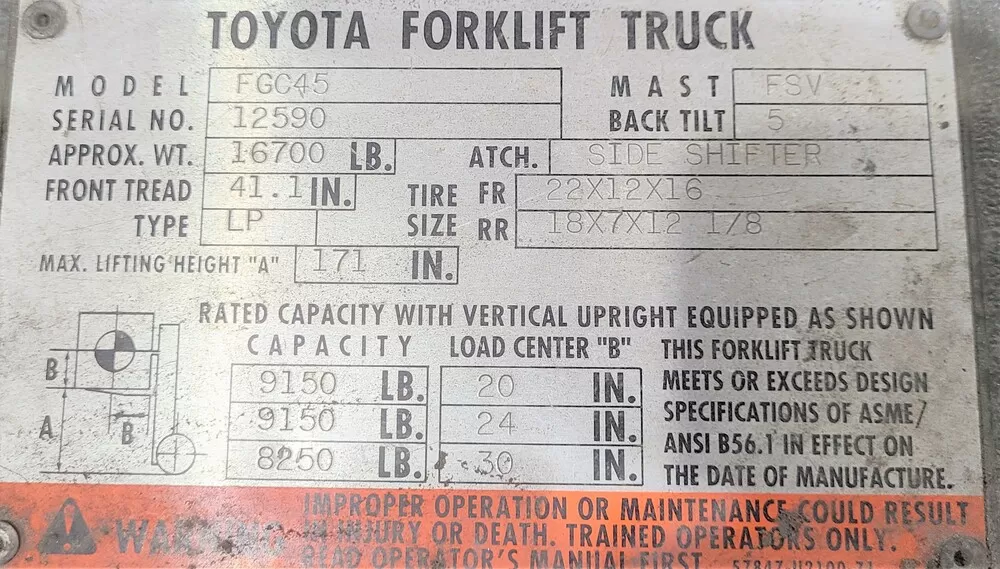 TOYOTA FORKLIFT TRUCK
MODEL FGC45 MAST FSV
SERIAL NO. 12590 BACK TILT 5
APPROX. WT. 16700 LB. ATCH. SIDE SHIFTER
FRONT TREAD 41.1 IN. TIRE SIZE FR 22X12X16
TYPE LP RR 18X7X12 1/8
MAX. LIFTING HEIGHT "A" 171 IN.
RATED CAPACITY WITH VERTICAL UPRIGHT EQUIPPED AS SHOWN
CAPACITY LOAD CENTER "B" THIS FORKLIFT TRUCK
B 9150 LB. 20 IN. MEETS OR EXCEEDS DESIGN
A B 9150 LB. 24 IN. SPECIFICATIONS OF ASME/
8250 LB. 30 IN. ANSI B56.1 IN EFFECT ON
THE DATE OF MANUFACTURE.
WARNING IMPROPER OPERATION OR MAINTENANCE COULD RESULT
IN INJURY OR DEATH. TRAINED OPERATORS ONLY.
READ OPERATOR'S MANUAL FIRST 57847-U2100-71